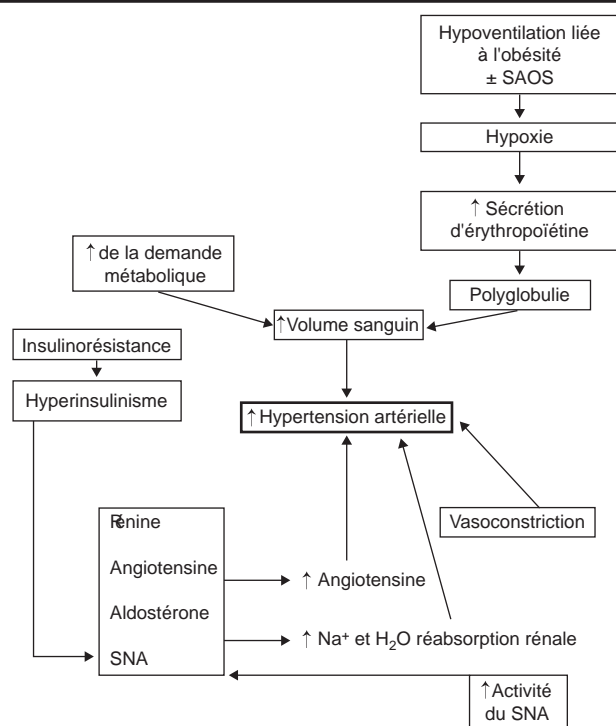 Hypoventilation liée
à l'obésité
± SAOS
Hypoxie
↑ Sécrétion
d'érythropoïétine
↑ de la demande
métabolique
Polyglobulie
↑Volume sanguin
Insulinorésistance
Hyperinsulinisme
↑ Hypertension artérielle
Rénine
Vasoconstriction
Angiotensine
↑ Angiotensine
Aldostérone
↑ Na⁺ et H₂O réabsorption rénale
SNA
↑ Activité
du SNA